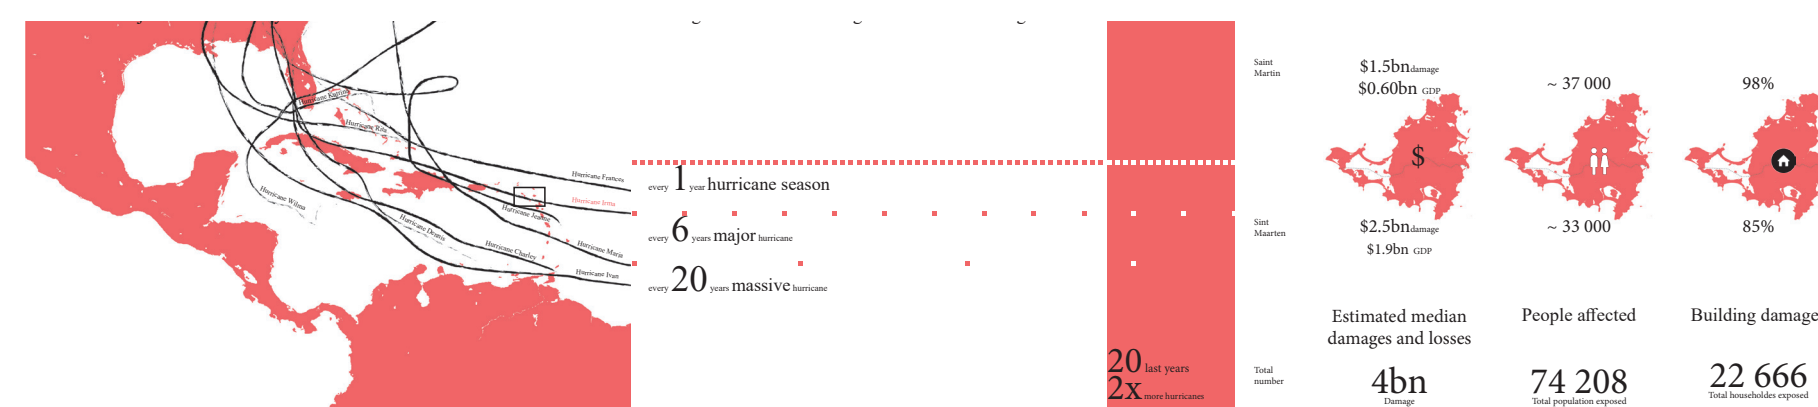 Hurricane Katrina
Hurricane Rita
Hurricane Frances
Hurricane Irma
Hurricane Wilma
Hurricane Jeanne
Hurricane Dennis
Hurricane Charley
Hurricane Maria
Hurricane Ivan
every 1 year hurricane season
every 6 years major hurricane
every 20 years massive hurricane
20 last years
2x more hurricanes
Saint
Martin
$1.5bn damage
$0.60bn GDP
~ 37 000
98%
$
Sint
Maarten
$2.5bn damage
$1.9bn GDP
~ 33 000
85%
Estimated median
damages and losses
People affected
Building damage
Total
number
4bn
Damage
74 208
Total population exposed
22 666
Total householdes exposed